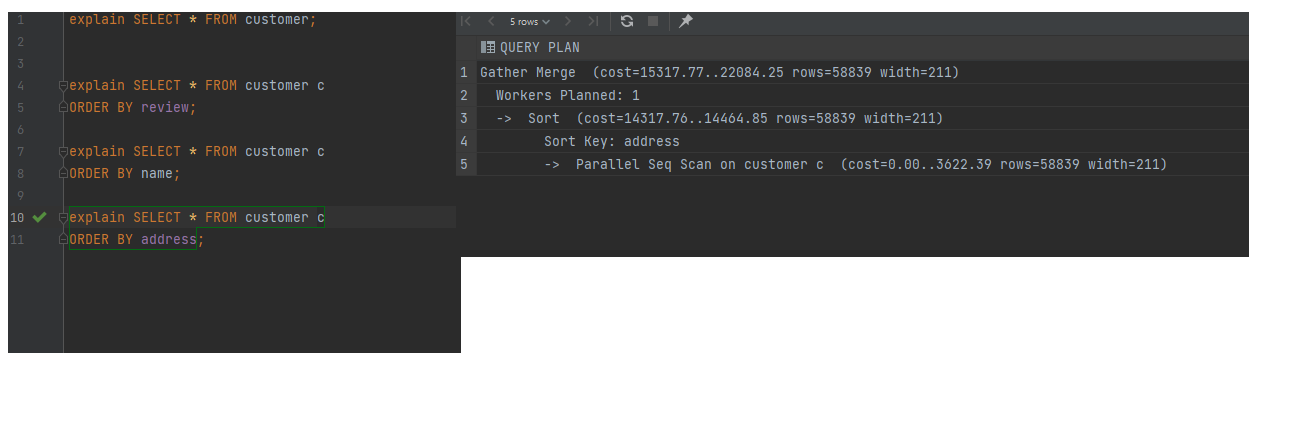 1 explain SELECT * FROM customer;
2
3
4 explain SELECT * FROM customer c
5 ORDER BY review;
6
7 explain SELECT * FROM customer c
8 ORDER BY name;
9
10 explain SELECT * FROM customer c
11 ORDER BY address;
5 rows
QUERY PLAN
1 Gather Merge  (cost=15317.77..22084.25 rows=58839 width=211)
2   Workers Planned: 1
3   ->  Sort  (cost=14317.76..14464.85 rows=58839 width=211)
4         Sort Key: address
5         ->  Parallel Seq Scan on customer c  (cost=0.00..3622.39 rows=58839 width=211)